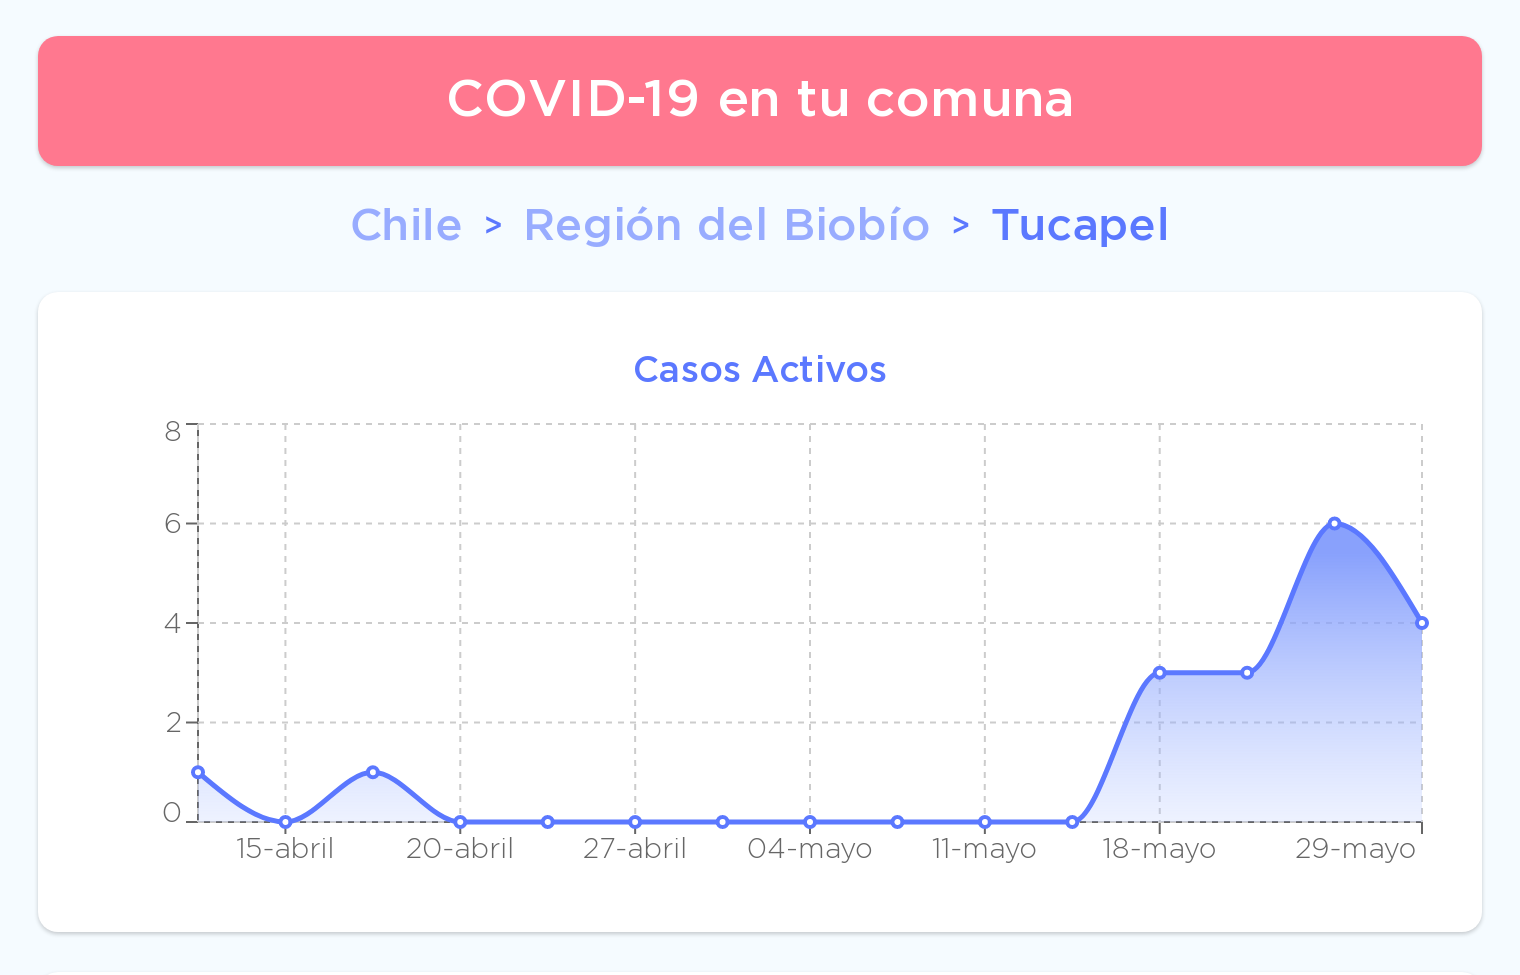 COVID-19 en tu comuna
Chile > Región del Biobío > Tucapel
Casos Activos
8
6
4
2
0
15-abril 20-abril 27-abril 04-mayo 11-mayo 18-mayo 29-mayo